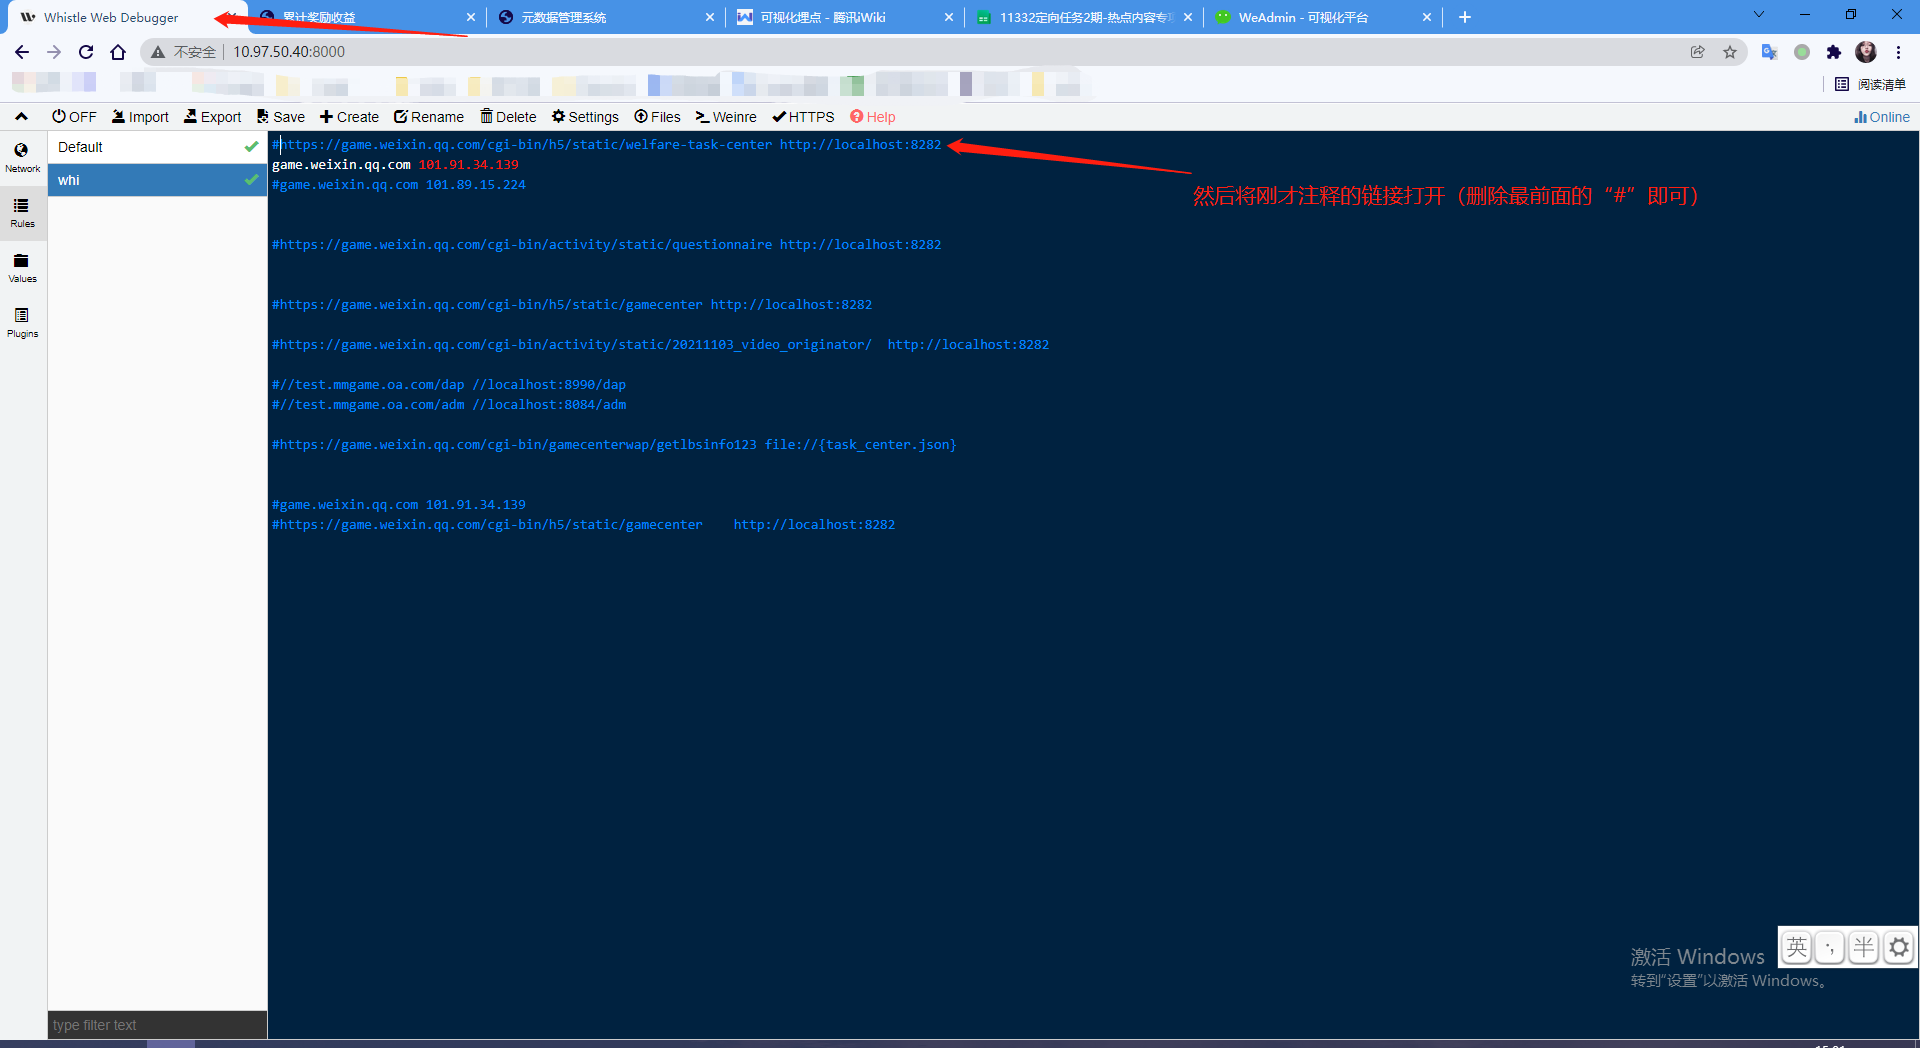 Whistle Web Debugger
累计奖励收益
元数据管理系统
可视化埋点 - 腾讯iWiki
11332定向任务2期-热点内容专项
WeAdmin - 可视化平台
不安全 10.97.50.40:8000
阅读清单
OFF Import Export Save Create Rename Delete Settings Files Weinre HTTPS Help Online
Network
Rules
Values
Plugins
Default
whi
#https://game.weixin.qq.com/cgi-bin/h5/static/welfare-task-center http://localhost:8282
game.weixin.qq.com 101.91.34.139
#game.weixin.qq.com 101.89.15.224
然后将刚才注释的链接打开（删除最前面的“#”即可）
#https://game.weixin.qq.com/cgi-bin/activity/static/questionnaire http://localhost:8282
#https://game.weixin.qq.com/cgi-bin/h5/static/gamecenter http://localhost:8282
#https://game.weixin.qq.com/cgi-bin/activity/static/20211103_video_originator/  http://localhost:8282
#//test.mmgame.oa.com/dap //localhost:8990/dap
#//test.mmgame.oa.com/adm //localhost:8084/adm
#https://game.weixin.qq.com/cgi-bin/gamecenterwap/getlbsinfo123 file://{task_center.json}
#game.weixin.qq.com 101.91.34.139
#https://game.weixin.qq.com/cgi-bin/h5/static/gamecenter    http://localhost:8282
英 ·, 半
激活 Windows
转到“设置”以激活 Windows。
type filter text